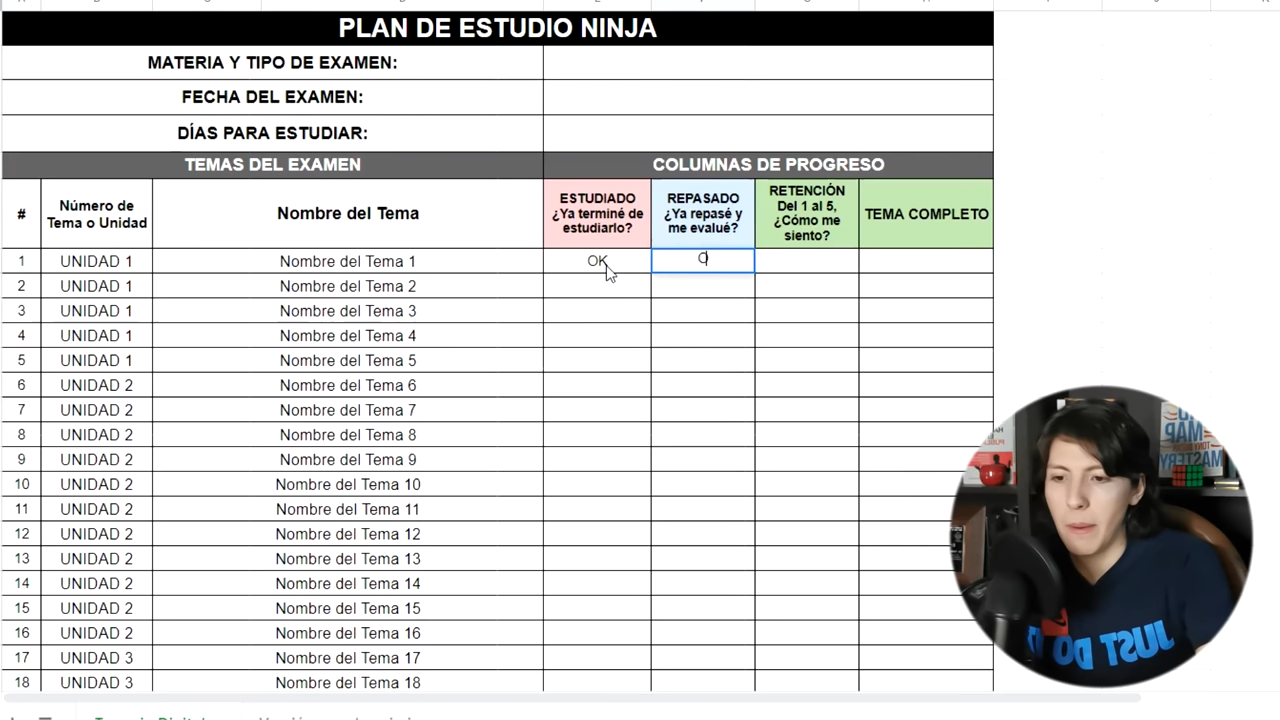 PLAN DE ESTUDIO NINJA
MATERIA Y TIPO DE EXAMEN:
FECHA DEL EXAMEN:
DÍAS PARA ESTUDIAR:
TEMAS DEL EXAMEN
COLUMNAS DE PROGRESO
#
Número de
Tema o Unidad
Nombre del Tema
ESTUDIADO
¿Ya terminé de
estudiarlo?
REPASADO
¿Ya repasé y
me evalué?
RETENCIÓN
Del 1 al 5,
¿Cómo me
siento?
TEMA COMPLETO
1 UNIDAD 1 Nombre del Tema 1 OK O
2 UNIDAD 1 Nombre del Tema 2
3 UNIDAD 1 Nombre del Tema 3
4 UNIDAD 1 Nombre del Tema 4
5 UNIDAD 1 Nombre del Tema 5
6 UNIDAD 2 Nombre del Tema 6
7 UNIDAD 2 Nombre del Tema 7
8 UNIDAD 2 Nombre del Tema 8
9 UNIDAD 2 Nombre del Tema 9
10 UNIDAD 2 Nombre del Tema 10
11 UNIDAD 2 Nombre del Tema 11
12 UNIDAD 2 Nombre del Tema 12
13 UNIDAD 2 Nombre del Tema 13
14 UNIDAD 2 Nombre del Tema 14
15 UNIDAD 2 Nombre del Tema 15
16 UNIDAD 2 Nombre del Tema 16
17 UNIDAD 3 Nombre del Tema 17
18 UNIDAD 3 Nombre del Tema 18
MAP
MASTERY
JUST DO IT